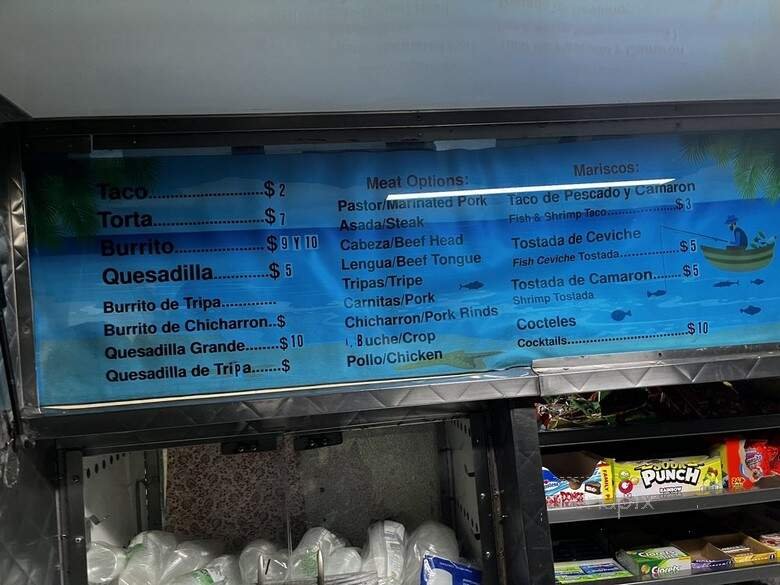 Taco..........................$ 2
Torta..........................$ 7
Burrito......................$ 9 Y 10
Quesadilla.............$ 5
Burrito de Tripa.............
Burrito de Chicharron..$
Quesadilla Grande........$ 10
Quesadilla de Tripa.......$
Meat Options:
Pastor/Marinated Pork
Asada/Steak
Cabeza/Beef Head
Lengua/Beef Tongue
Tripas/Tripe
Carnitas/Pork
Chicharron/Pork Rinds
Buche/Crop
Pollo/Chicken
Mariscos:
Taco de Pescado y Camaron
Fish & Shrimp Taco..................$3
Tostada de Ceviche
Fish Ceviche Tostada...............$5
Tostada de Camaron.......$5
Shrimp Tostada
Cocteles
Cocktails..............................$10
SOUR
PUNCH
RAINBOW
Clorets
Clorets